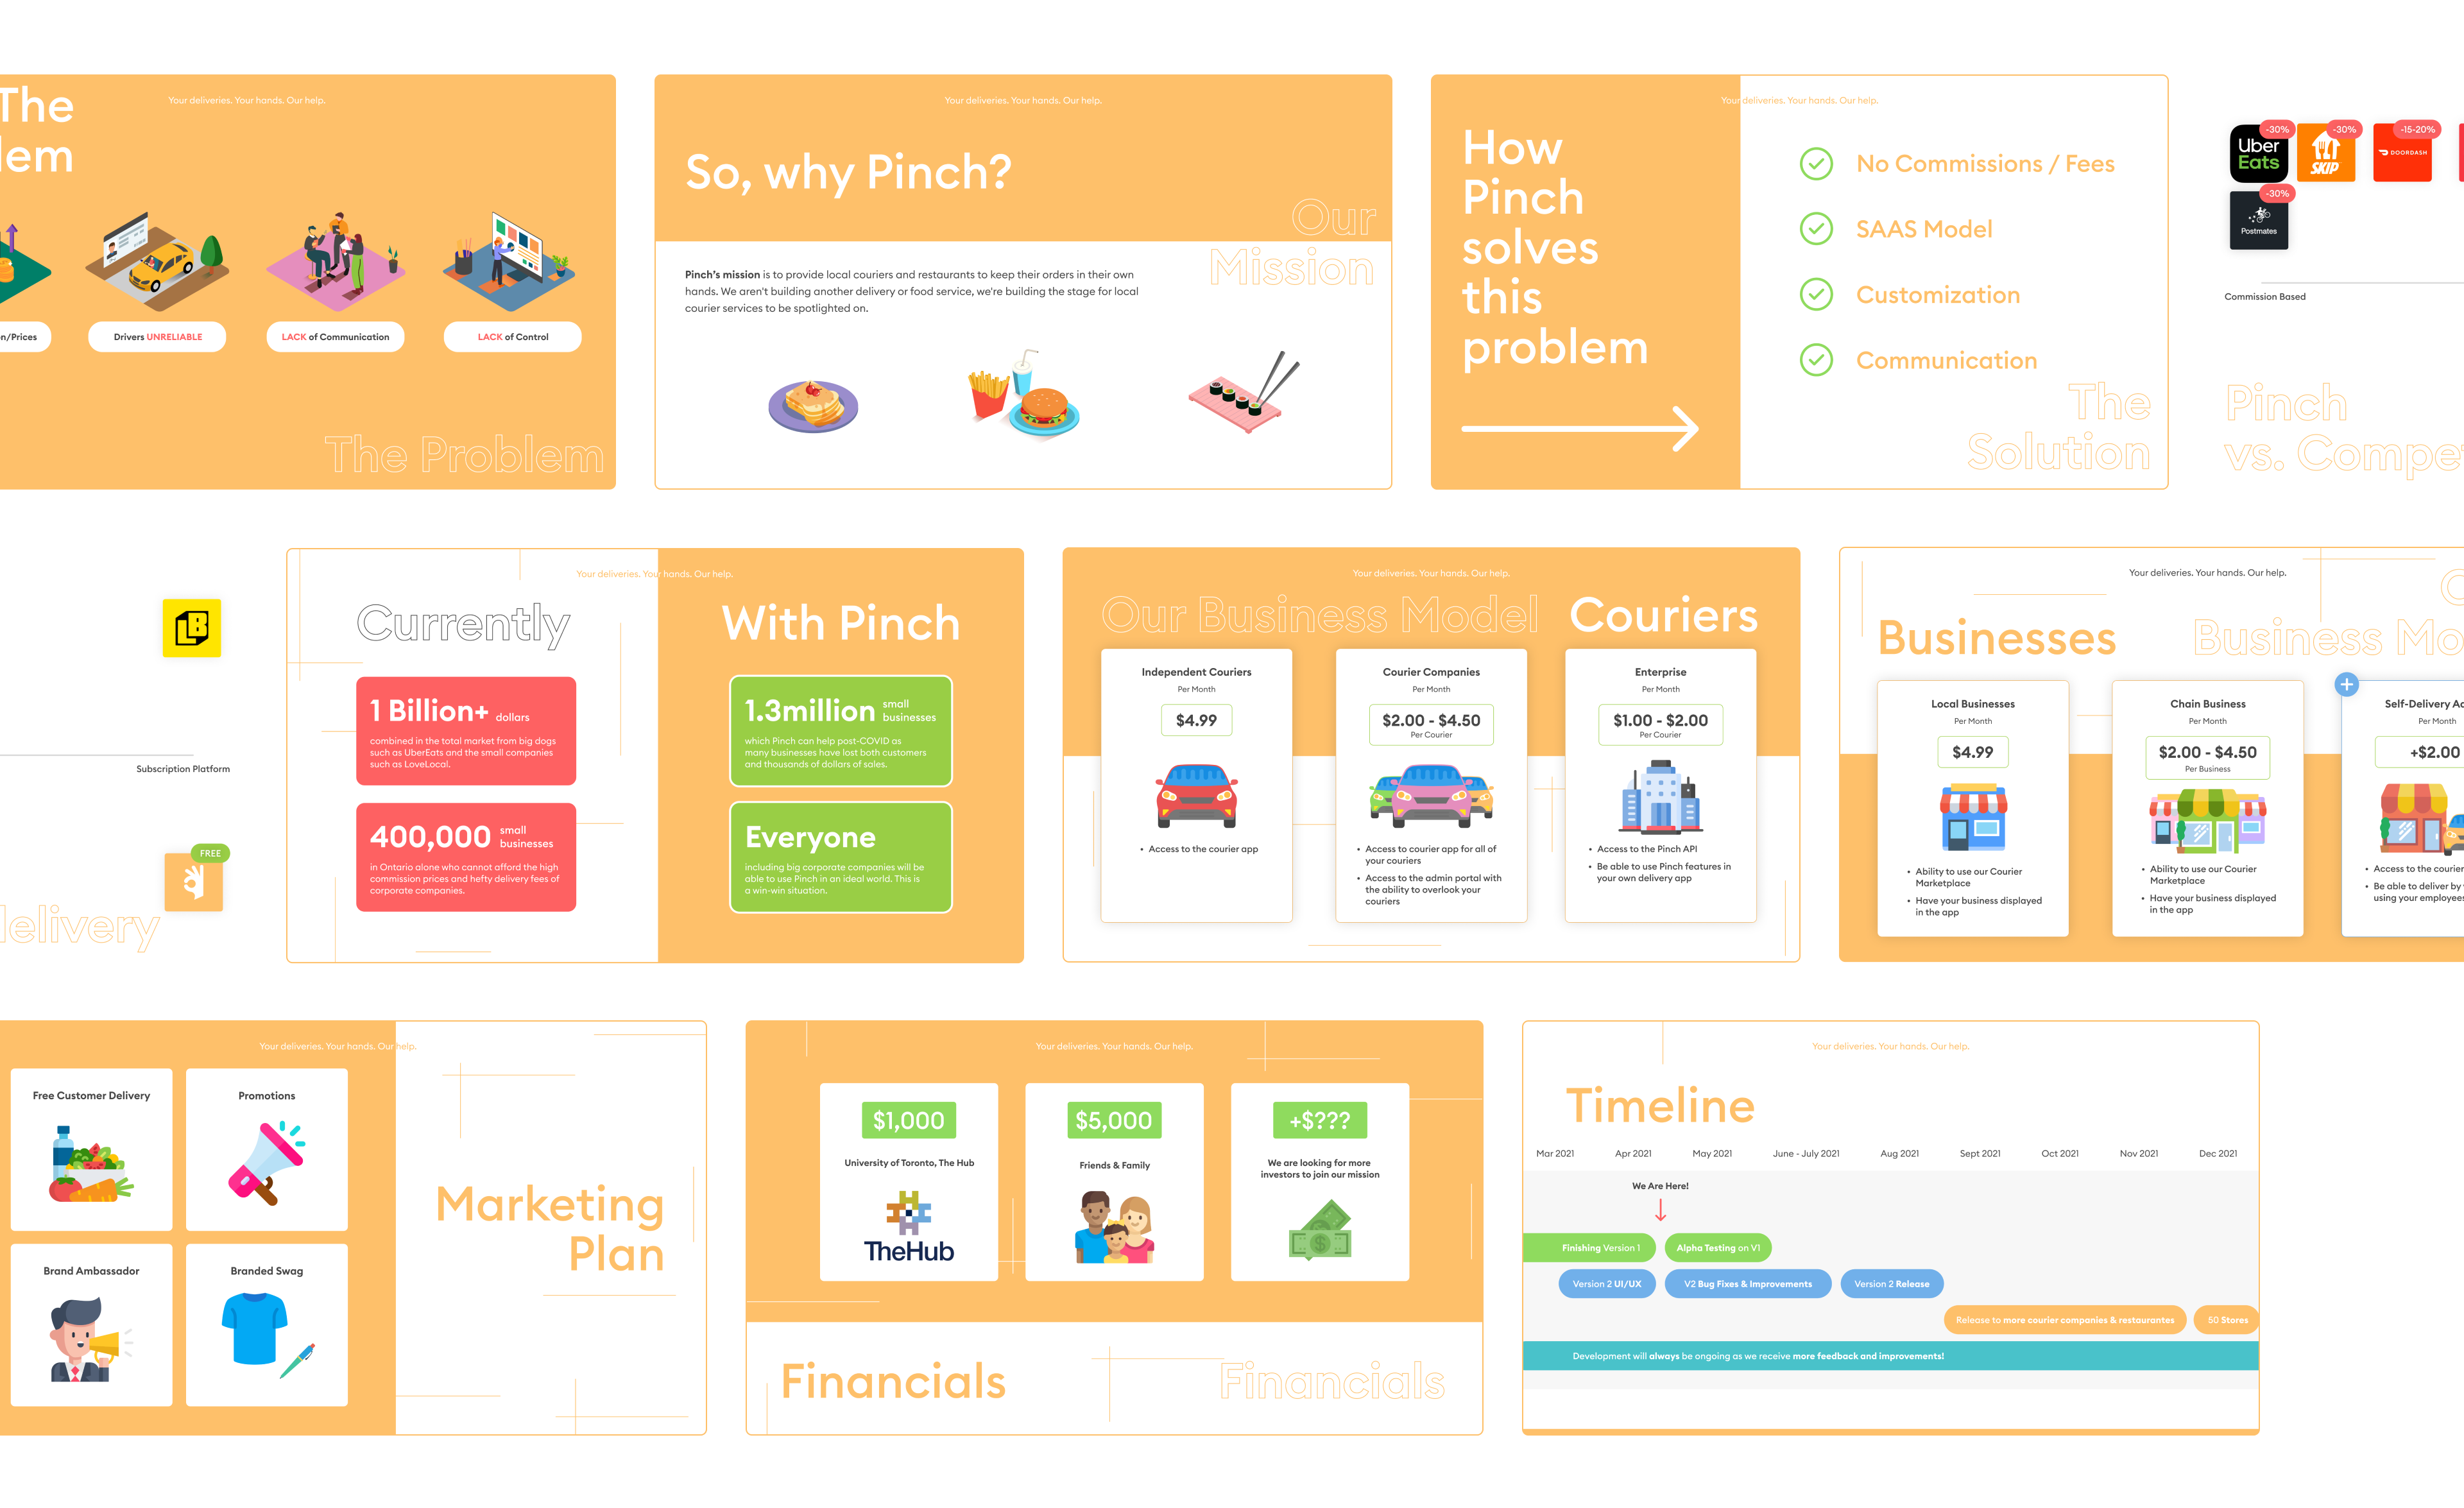 The
lem
Your deliveries. Your hands. Our help.
n/Prices
Drivers UNRELIABLE
LACK of Communication
LACK of Control
The Problem
Your deliveries. Your hands. Our help.
So, why Pinch?
Our
Mission
Pinch's mission is to provide local couriers and restaurants to keep their orders in their own
hands. We aren't building another delivery or food service, we're building the stage for local
courier services to be spotlighted on.
Your deliveries. Your hands. Our help.
How
Pinch
solves
this
problem
No Commissions / Fees
SAAS Model
Customization
Communication
The
Solution
-30%
Uber
Eats
-30%
SKIP
-15-20%
DOORDASH
-30%
Postmates
Commission Based
Pinch
vs. Compet
LB
Subscription Platform
FREE
delivery
Your deliveries. Your hands. Our help.
Currently
1 Billion+ dollars
combined in the total market from big dogs
such as UberEats and the small companies
such as LoveLocal.
400,000 small
businesses
in Ontario alone who cannot afford the high
commission prices and hefty delivery fees of
corporate companies.
With Pinch
1.3million small
businesses
which Pinch can help post-COVID as
many businesses have lost both customers
and thousands of dollars of sales.
Everyone
including big corporate companies will be
able to use Pinch in an ideal world. This is
a win-win situation.
Your deliveries. Your hands. Our help.
Our Business Model Couriers
Independent Couriers
Per Month
$4.99
• Access to the courier app
Courier Companies
Per Month
$2.00 - $4.50
Per Courier
• Access to courier app for all of
your couriers
• Access to the admin portal with
the ability to overlook your
couriers
Enterprise
Per Month
$1.00 - $2.00
Per Courier
• Access to the Pinch API
• Be able to use Pinch features in
your own delivery app
Your deliveries. Your hands. Our help.
O
Businesses
Business Mo
Local Businesses
Per Month
$4.99
• Ability to use our Courier
Marketplace
• Have your business displayed
in the app
Chain Business
Per Month
$2.00 - $4.50
Per Business
• Ability to use our Courier
Marketplace
• Have your business displayed
in the app
+
Self-Delivery Ad
Per Month
+$2.00
• Access to the courier
• Be able to deliver by
using your employees
Your deliveries. Your hands. Our help.
Free Customer Delivery
Promotions
Brand Ambassador
Branded Swag
Marketing
Plan
Your deliveries. Your hands. Our help.
$1,000
University of Toronto, The Hub
TheHub
$5,000
Friends & Family
+$???
We are looking for more
investors to join our mission
Financials
Financials
Your deliveries. Your hands. Our help.
Timeline
Mar 2021 Apr 2021 May 2021 June - July 2021 Aug 2021 Sept 2021 Oct 2021 Nov 2021 Dec 2021
We Are Here!
Finishing Version 1
Alpha Testing on V1
Version 2 UI/UX
V2 Bug Fixes & Improvements
Version 2 Release
Release to more courier companies & restaurantes
50 Stores
Development will always be ongoing as we receive more feedback and improvements!